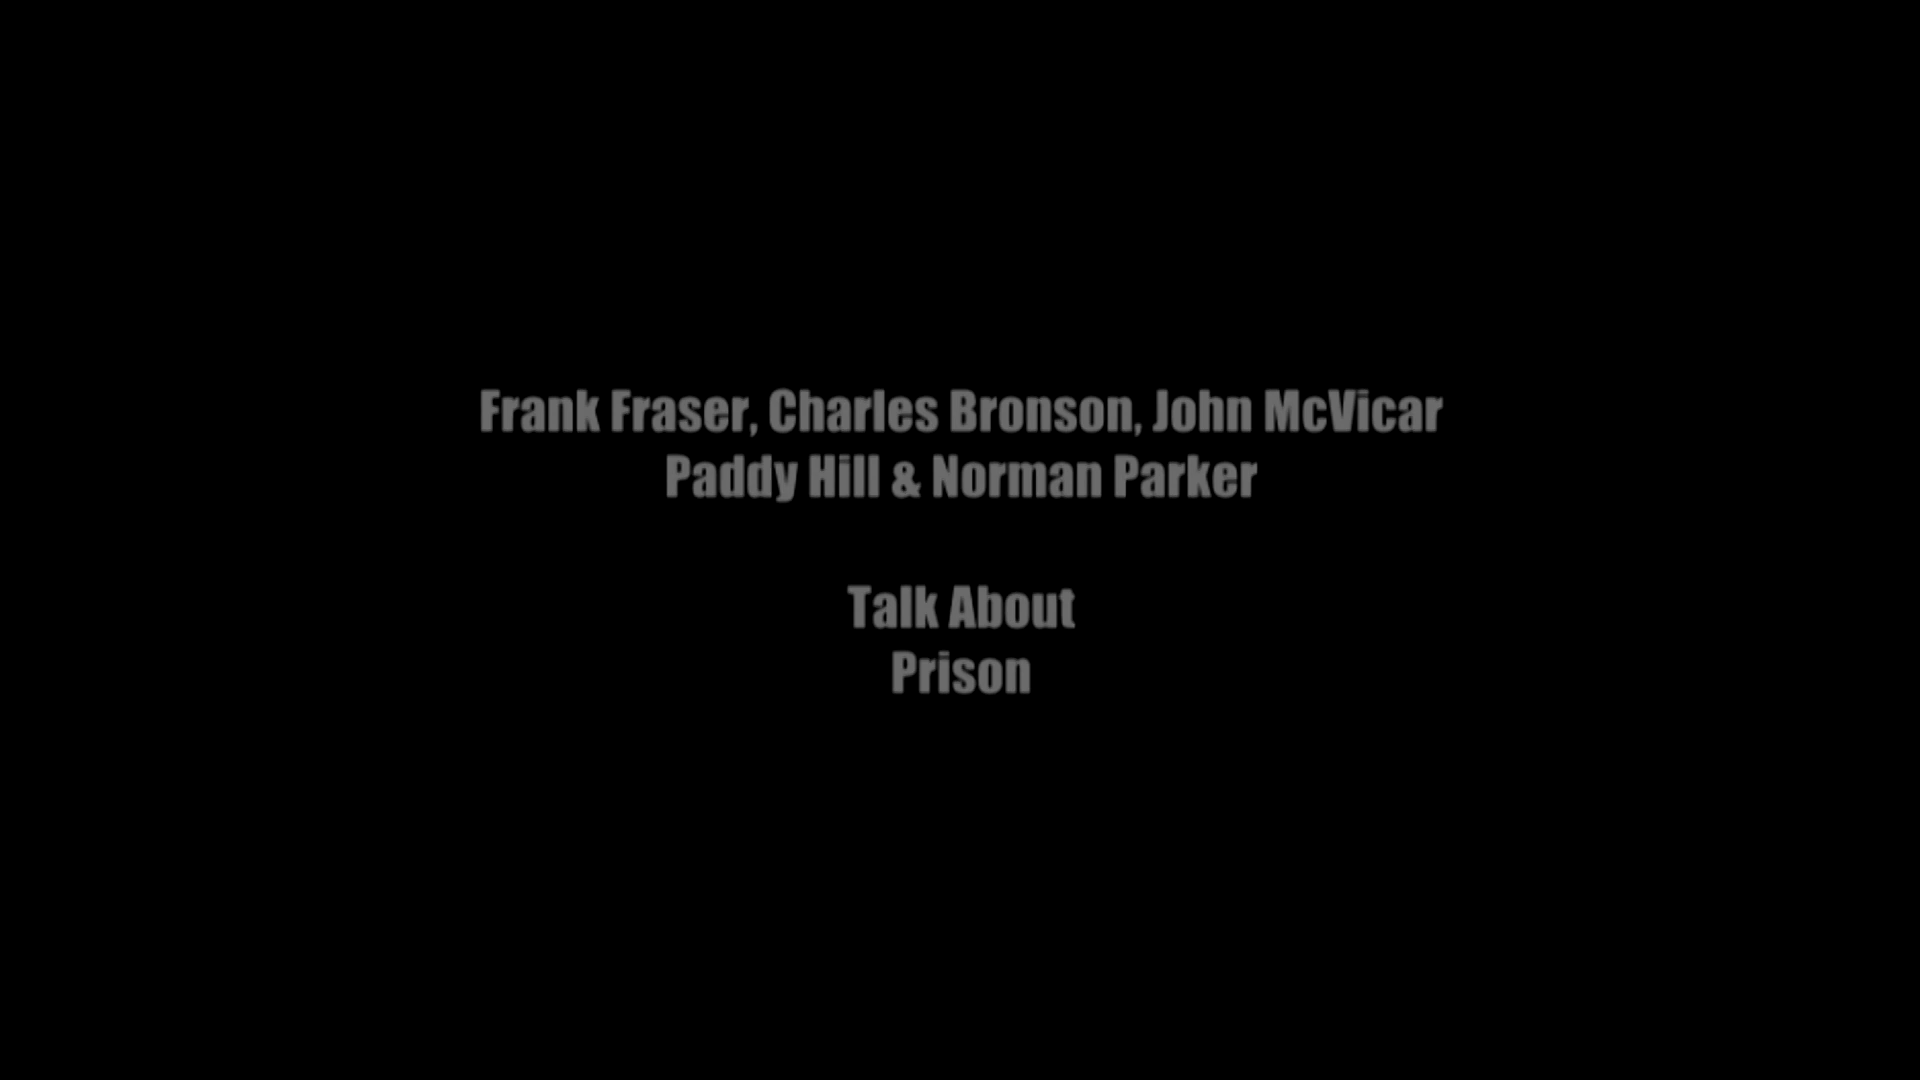 Frank Fraser, Charles Bronson, John McVicar
Paddy Hill & Norman Parker
Talk About
Prison